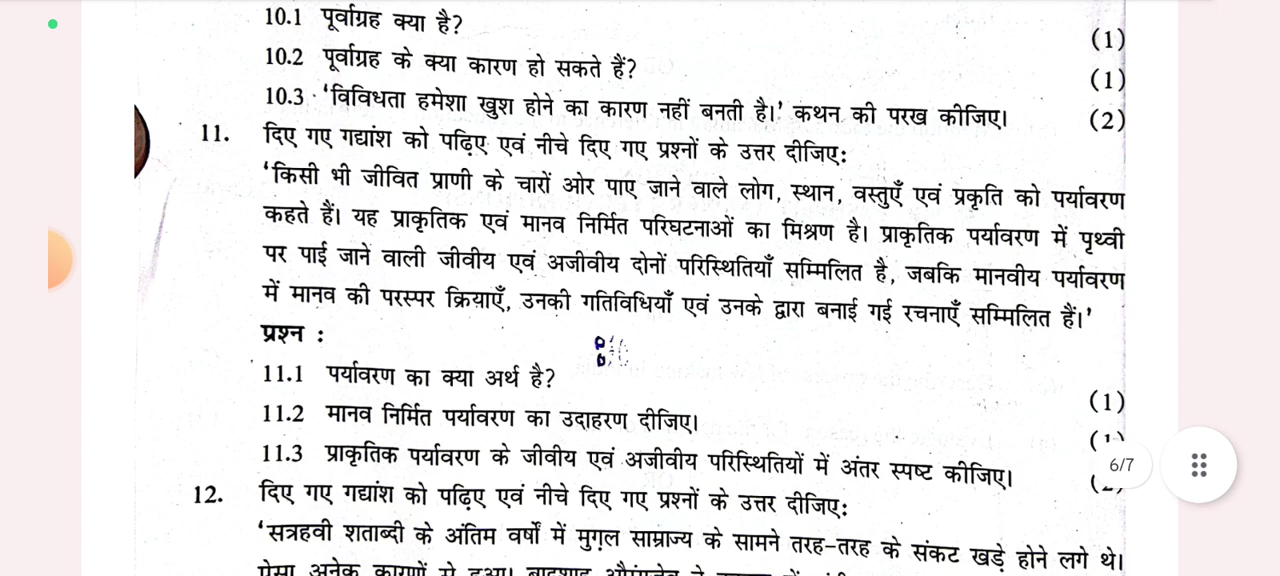 10.1 पूर्वाग्रह क्या है? (1)
10.2 पूर्वाग्रह के क्या कारण हो सकते हैं? (1)
10.3 'विविधता हमेशा खुश होने का कारण नहीं बनती है।' कथन की परख कीजिए। (2)
11. दिए गए गद्यांश को पढ़िए एवं नीचे दिए गए प्रश्नों के उत्तर दीजिए:
'किसी भी जीवित प्राणी के चारों ओर पाए जाने वाले लोग, स्थान, वस्तुएँ एवं प्रकृति को पर्यावरण
कहते हैं। यह प्राकृतिक एवं मानव निर्मित परिघटनाओं का मिश्रण है। प्राकृतिक पर्यावरण में पृथ्वी
पर पाई जाने वाली जीवीय एवं अजीवीय दोनों परिस्थितियाँ सम्मिलित है, जबकि मानवीय पर्यावरण
में मानव की परस्पर क्रियाएँ, उनकी गतिविधियाँ एवं उनके द्वारा बनाई गई रचनाएँ सम्मिलित हैं।'
प्रश्न :
11.1 पर्यावरण का क्या अर्थ है? (1)
11.2 मानव निर्मित पर्यावरण का उदाहरण दीजिए। (1)
11.3 प्राकृतिक पर्यावरण के जीवीय एवं अजीवीय परिस्थितियों में अंतर स्पष्ट कीजिए।
6/7
12. दिए गए गद्यांश को पढ़िए एवं नीचे दिए गए प्रश्नों के उत्तर दीजिए:
'सत्रहवी शताब्दी के अंतिम वर्षों में मुग़ल साम्राज्य के सामने तरह-तरह के संकट खड़े होने लगे थे।
ऐसा अनेक कारणों से हुआ।